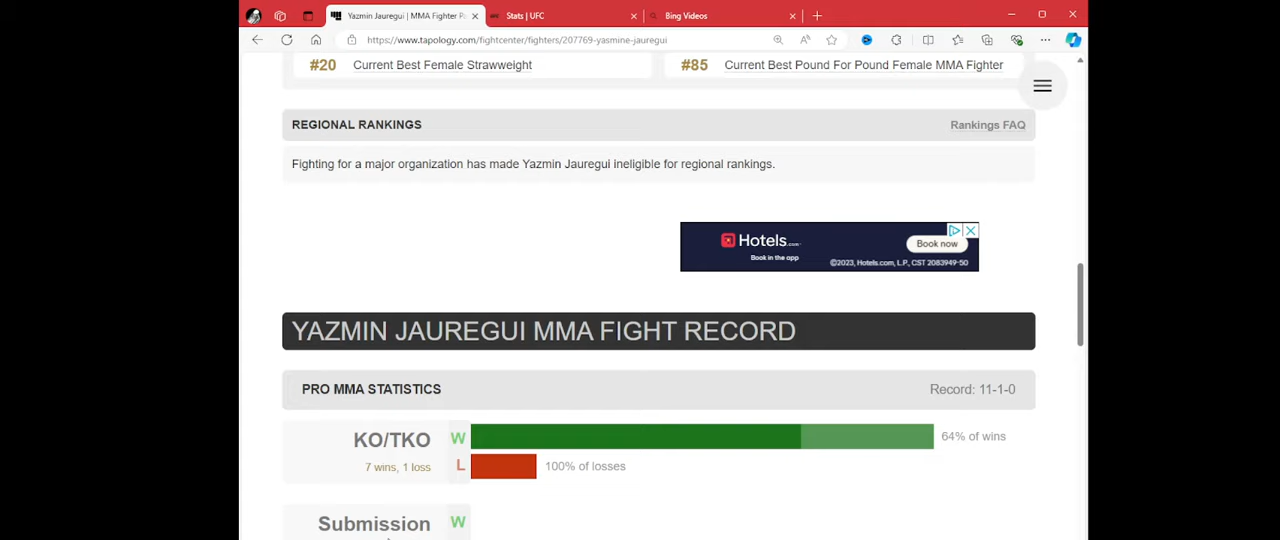 Yazmin Jauregui | MMA Fighter Pa
Stats | UFC
Bing Videos
https://www.tapology.com/fightcenter/fighters/207769-yasmine-jauregui
#20 Current Best Female Strawweight
#85 Current Best Pound For Pound Female MMA Fighter
REGIONAL RANKINGS
Rankings FAQ
Fighting for a major organization has made Yazmin Jauregui ineligible for regional rankings.
Hotels.com
Book in the app
Book now
©2023, Hotels.com, L.P., CST 2083949-50
YAZMIN JAUREGUI MMA FIGHT RECORD
PRO MMA STATISTICS
Record: 11-1-0
KO/TKO W 64% of wins
7 wins, 1 loss L 100% of losses
Submission W